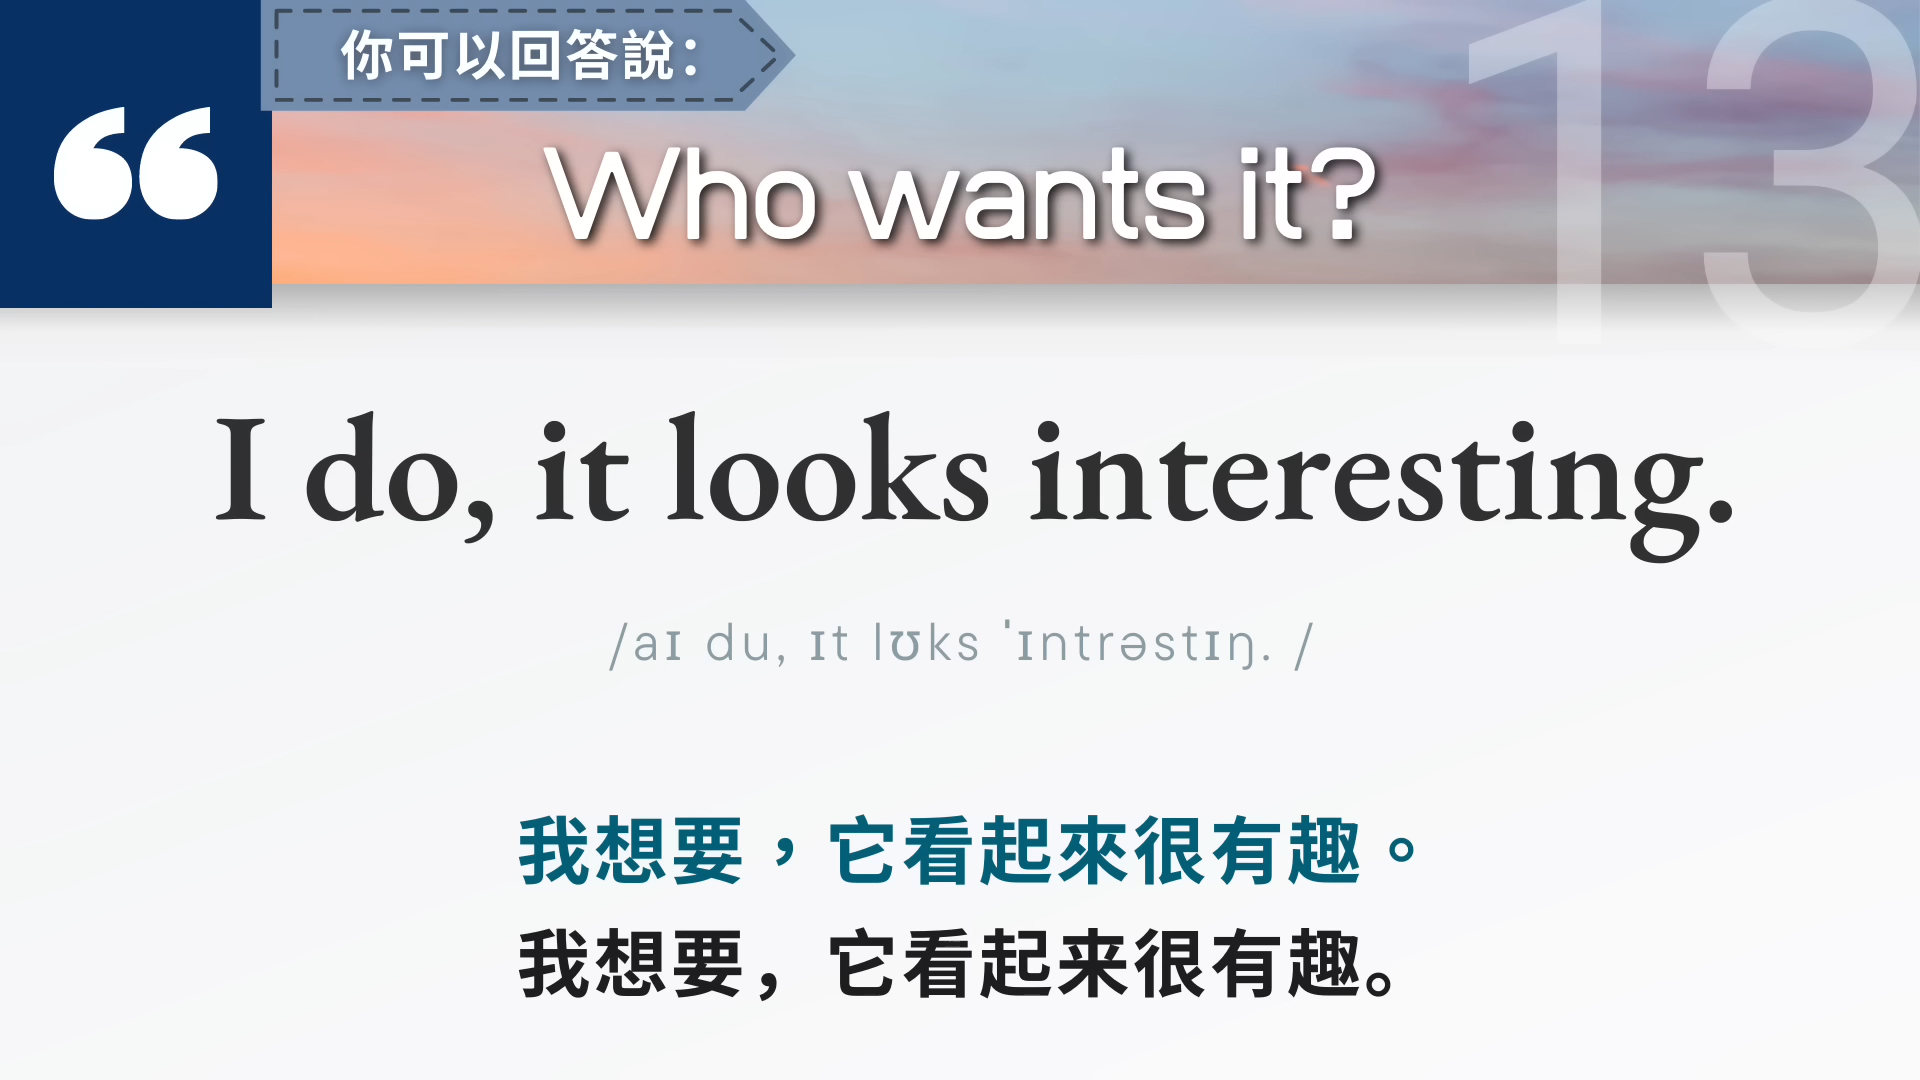 你可以回答說:
13
Who wants it?
I do, it looks interesting.
/aɪ du, ɪt lʊks ˈɪntrəstɪŋ. /
我想要，它看起來很有趣。
我想要，它看起来很有趣。